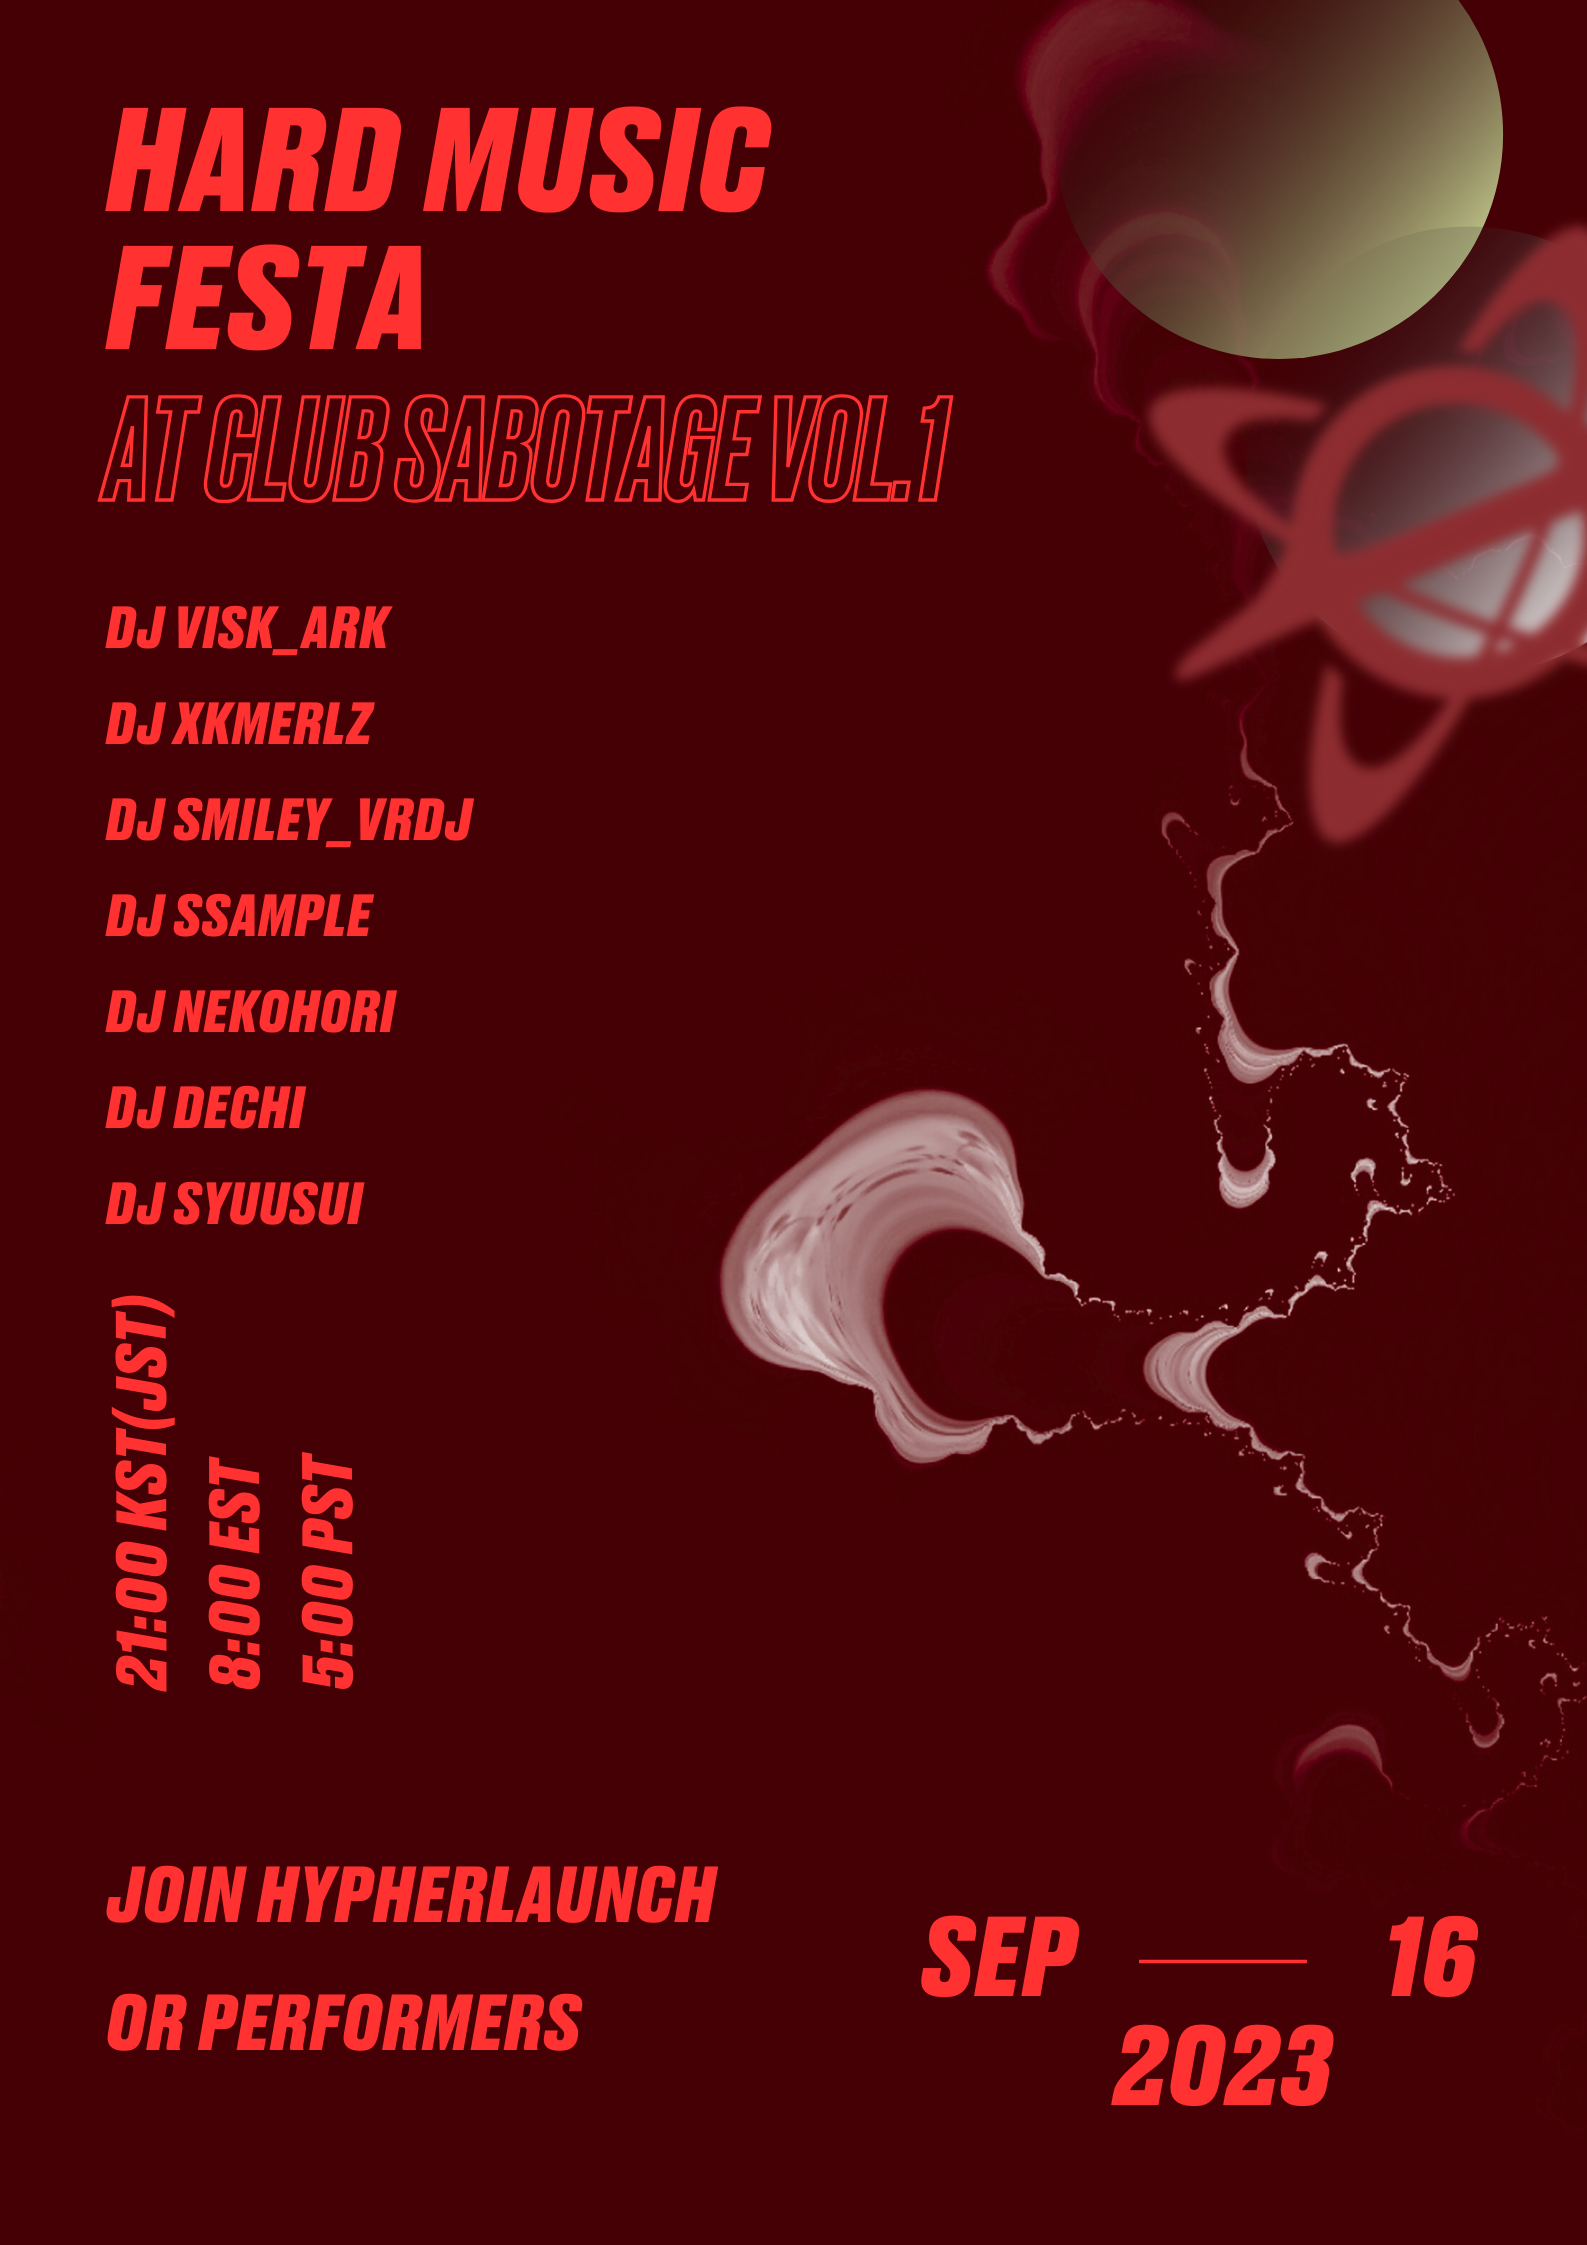 HARD MUSIC
FESTA
AT CLUB SABOTAGE VOL.1
DJ VISK_ARK
DJ XKMERLZ
DJ SMILEY_VRDJ
DJ SSAMPLE
DJ NEKOHORI
DJ DECHI
DJ SYUUSUI
21:00 KST(JST)
8:00 EST
5:00 PST
JOIN HYPHERLAUNCH
OR PERFORMERS
SEP 16
2023